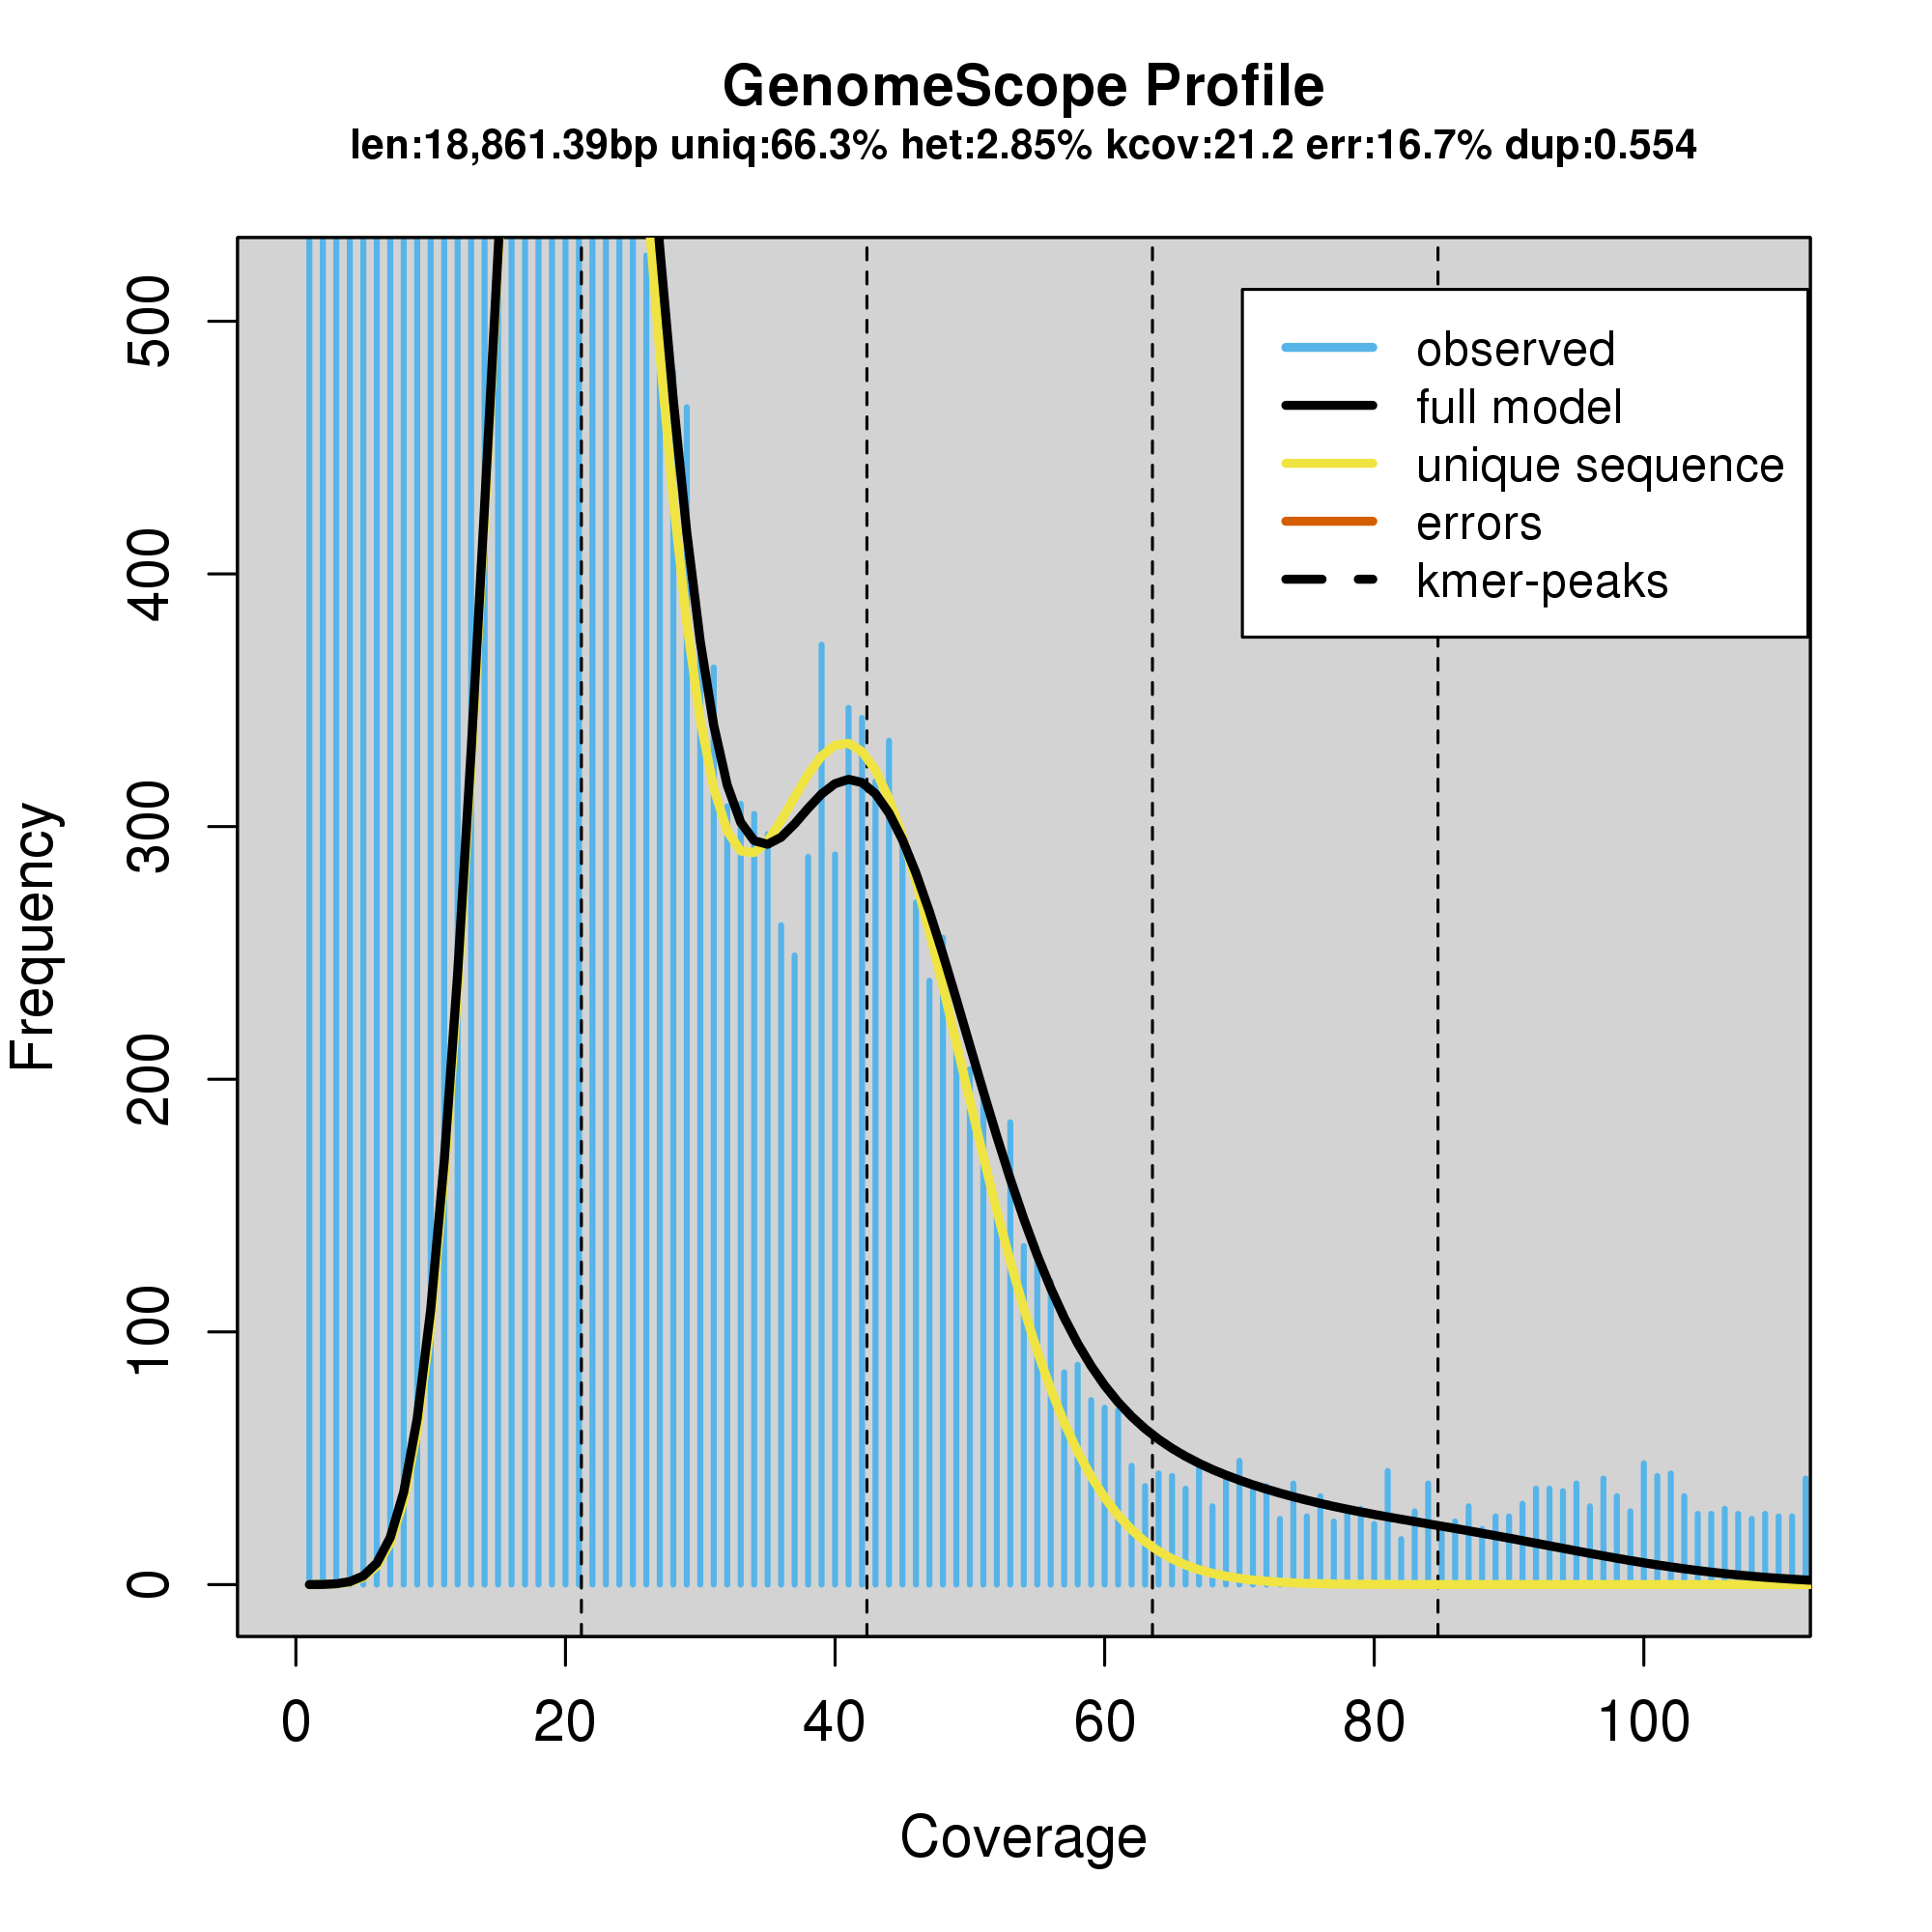 GenomeScope Profile
len:18,861.39bp uniq:66.3% het:2.85% kcov:21.2 err:16.7% dup:0.554
observed
full model
unique sequence
errors
kmer-peaks
Frequency
500
400
300
200
100
0
0 20 40 60 80 100
Coverage